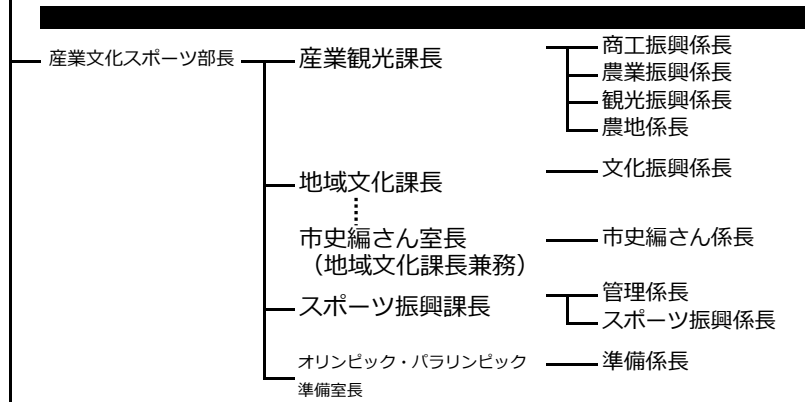 産業文化スポーツ部長
産業観光課長
商工振興係長
農業振興係長
観光振興係長
農地係長
地域文化課長
文化振興係長
市史編さん室長
（地域文化課長兼務）
市史編さん係長
スポーツ振興課長
管理係長
スポーツ振興係長
オリンピック・パラリンピック
準備室長
準備係長